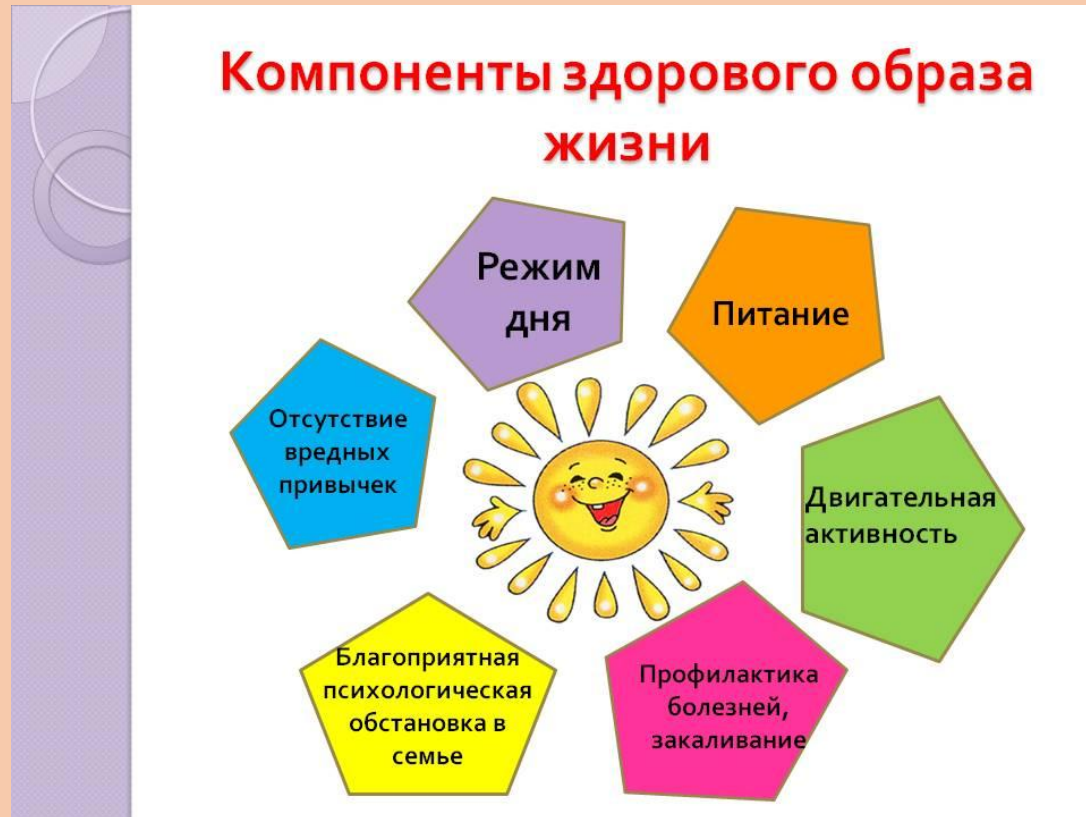 Компоненты здорового образа
жизни
Режим
дня
Питание
Отсутствие
вредных
привычек
Двигательная
активность
Благоприятная
психологическая
обстановка в
семье
Профилактика
болезней,
закаливание